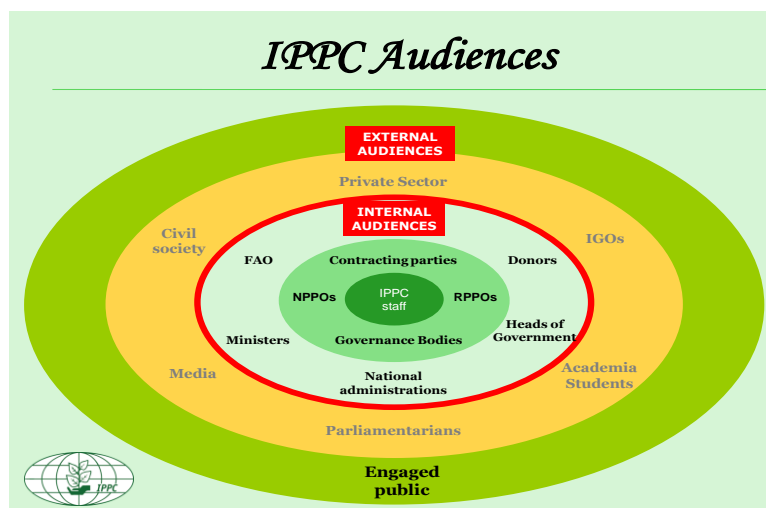 IPPC Audiences
EXTERNAL
AUDIENCES
Private Sector
INTERNAL
AUDIENCES
Civil
society
IGOs
FAO
Contracting parties
Donors
NPPOs
IPPC
staff
RPPOs
Heads of
Government
Ministers
Governance Bodies
Media
National
administrations
Academia
Students
Parliamentarians
Engaged
public
IPPC